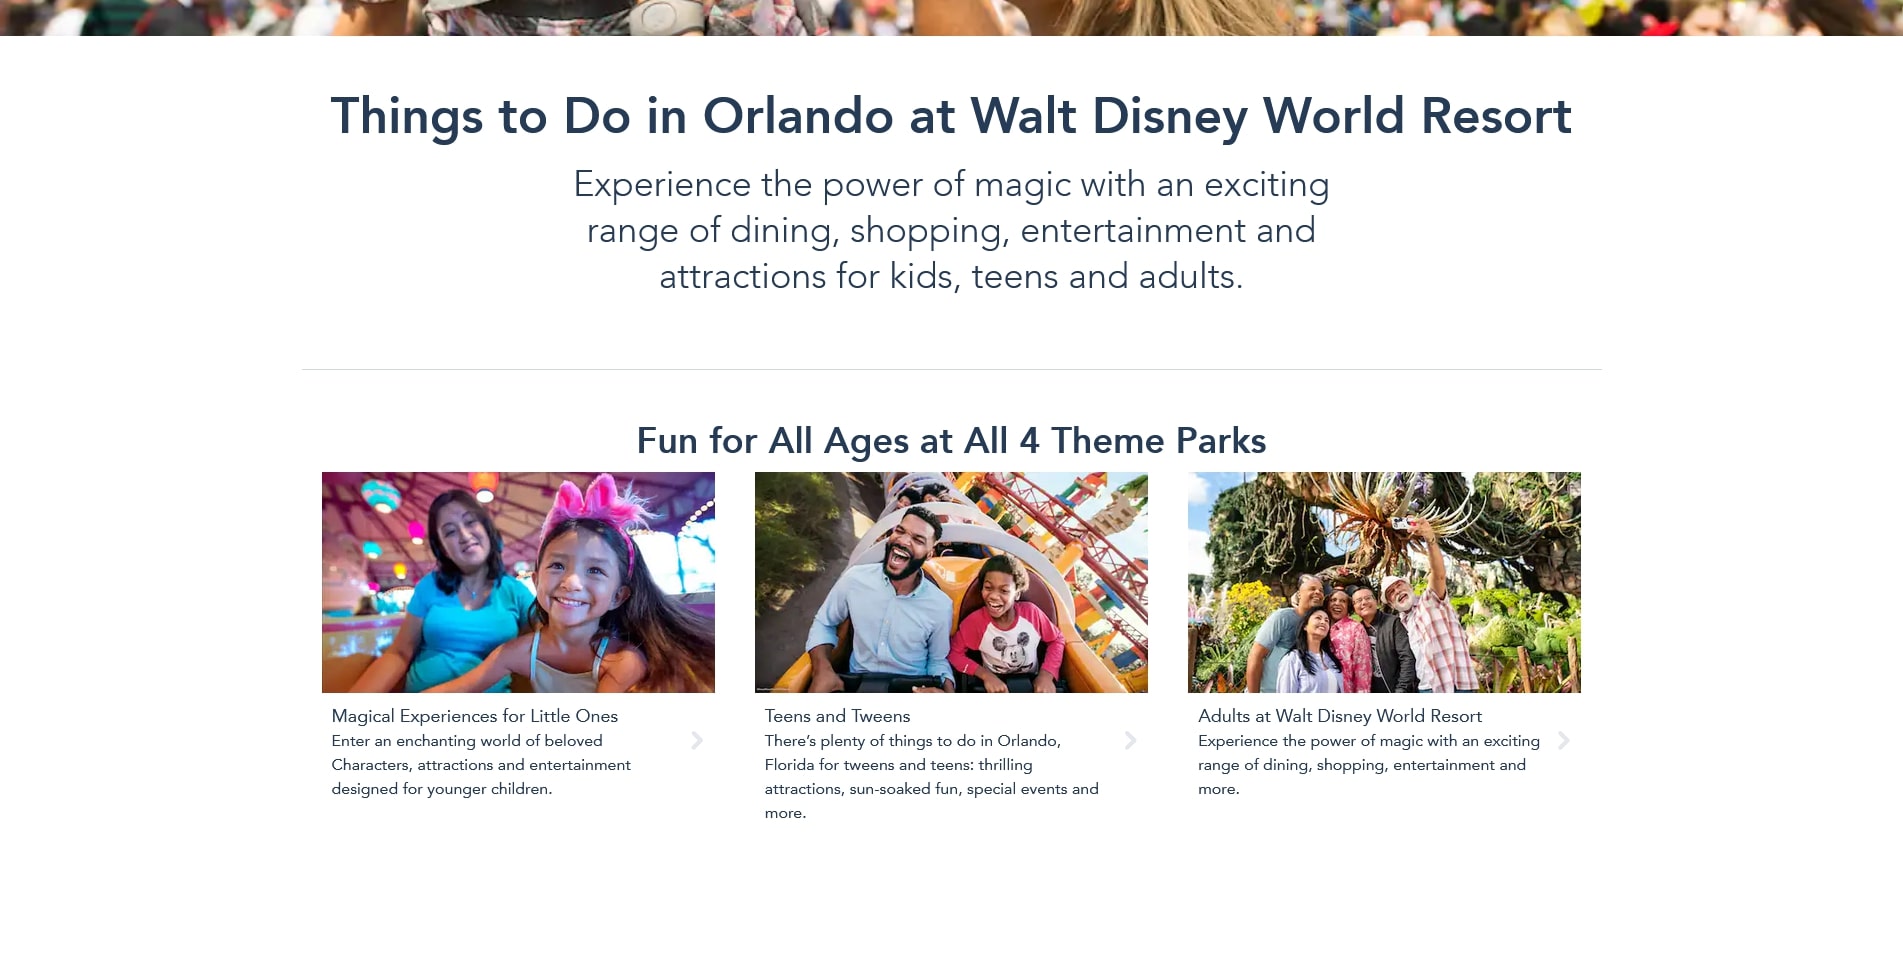 Things to Do in Orlando at Walt Disney World Resort
Experience the power of magic with an exciting
range of dining, shopping, entertainment and
attractions for kids, teens and adults.
Fun for All Ages at All 4 Theme Parks
Magical Experiences for Little Ones
Enter an enchanting world of beloved
Characters, attractions and entertainment
designed for younger children.
Teens and Tweens
There’s plenty of things to do in Orlando,
Florida for tweens and teens: thrilling
attractions, sun-soaked fun, special events and
more.
Adults at Walt Disney World Resort
Experience the power of magic with an exciting
range of dining, shopping, entertainment and
more.